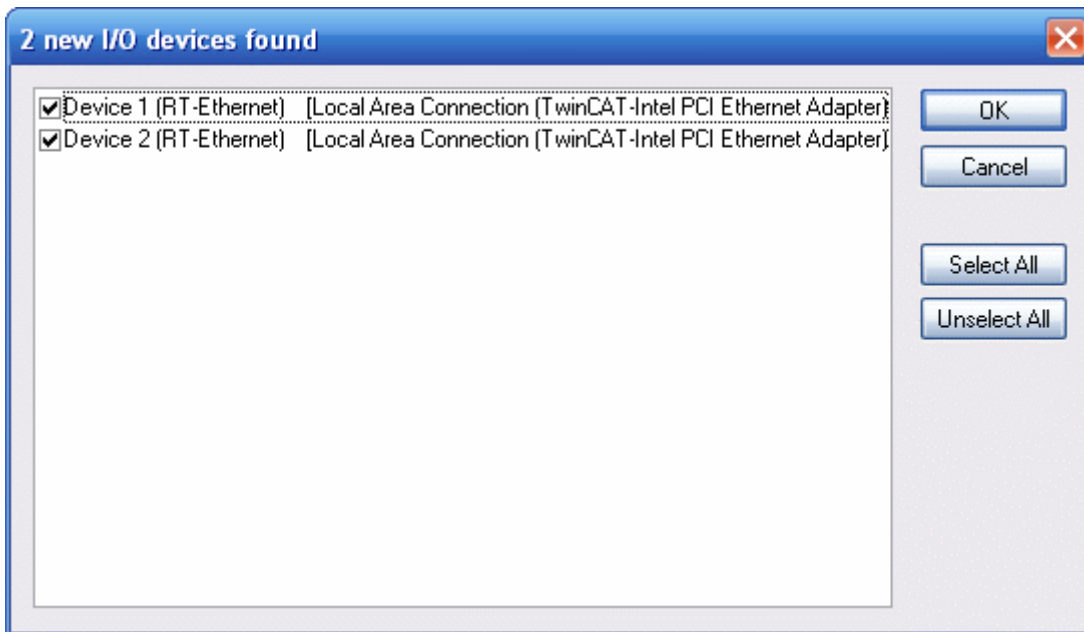 2 new I/O devices found
Device 1 (RT-Ethernet) [Local Area Connection (TwinCAT-Intel PCI Ethernet Adapter)
Device 2 (RT-Ethernet) [Local Area Connection (TwinCAT-Intel PCI Ethernet Adapter)
OK
Cancel
Select All
Unselect All